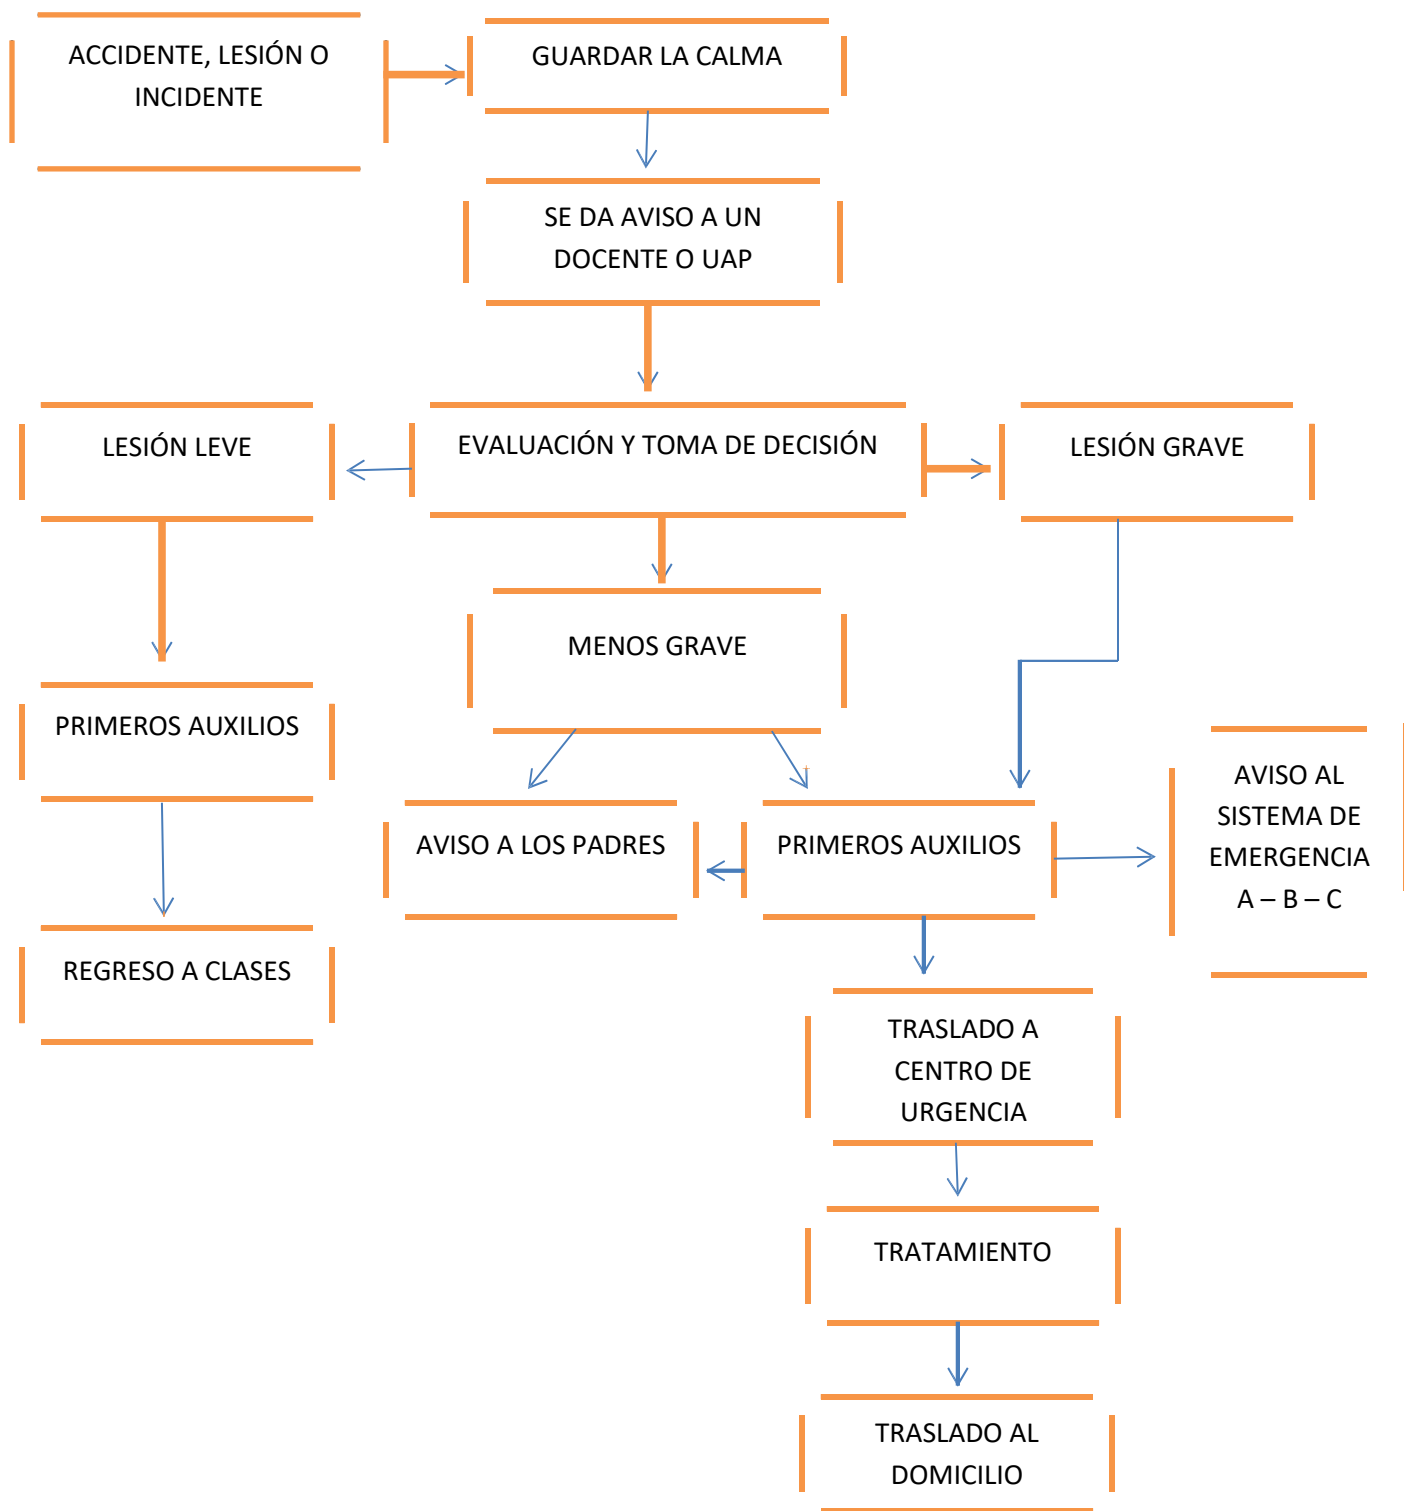 ACCIDENTE, LESIÓN O
INCIDENTE
GUARDAR LA CALMA
SE DA AVISO A UN
DOCENTE O UAP
LESIÓN LEVE
EVALUACIÓN Y TOMA DE DECISIÓN
LESIÓN GRAVE
MENOS GRAVE
PRIMEROS AUXILIOS
AVISO A LOS PADRES
PRIMEROS AUXILIOS
AVISO AL
SISTEMA DE
EMERGENCIA
A – B – C
REGRESO A CLASES
TRASLADO A
CENTRO DE
URGENCIA
TRATAMIENTO
TRASLADO AL
DOMICILIO